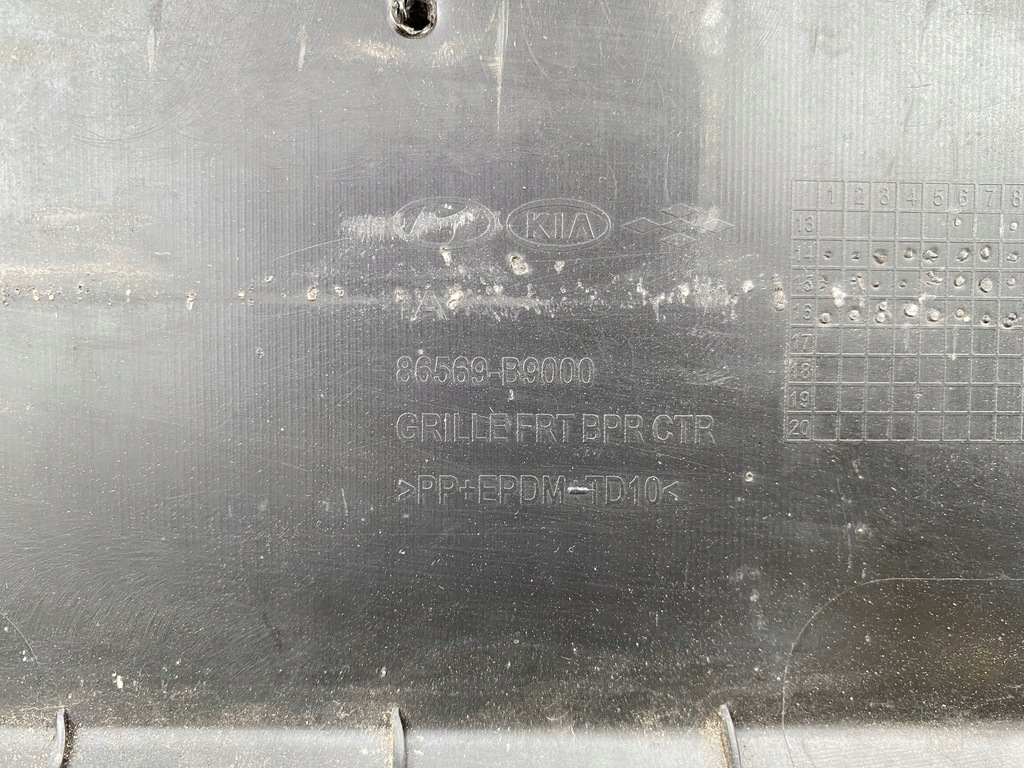 KIA
86569-B9000
GRILLE FRT BPR CTR
>PP+EPDM-TD10<
1 2 3 4 5 6 7 8
13
14
15
16
17
18
19
20